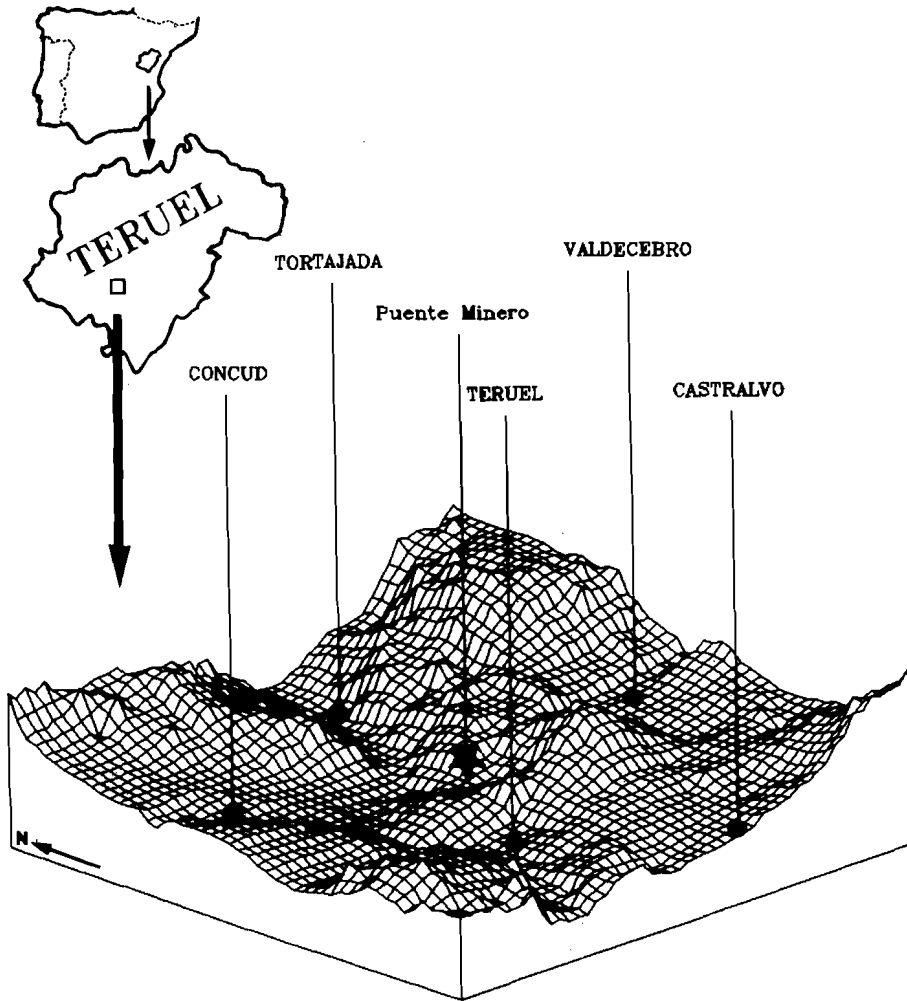 TERUEL
TORTAJADA
VALDECEBRO
Puente Minero
CONCUD
TERUEL
CASTRALVO
N